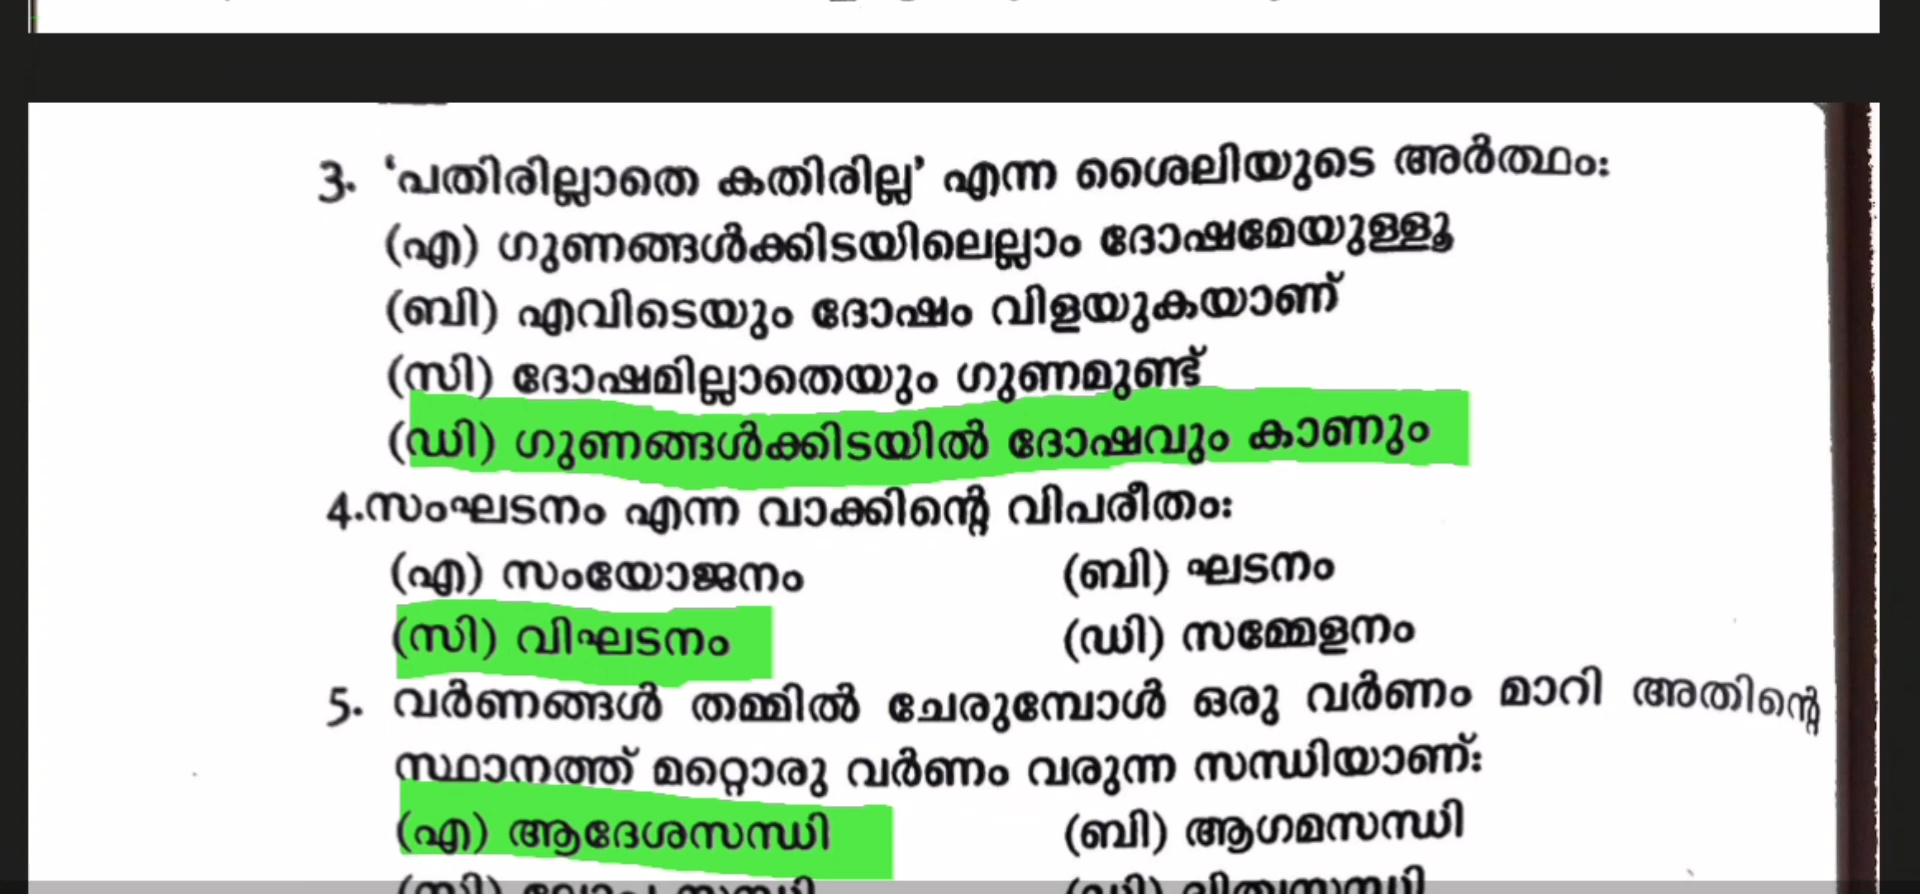 3. ‘പതിരില്ലാതെ കതിരില്ല’ എന്ന ശൈലിയുടെ അർത്ഥം:
(എ) ഗുണങ്ങൾക്കിടയിലെല്ലാം ദോഷമേയുള്ളൂ
(ബി) എവിടെയും ദോഷം വിളയുകയാണ്
(സി) ദോഷമില്ലാതെയും ഗുണമുണ്ട്
(ഡി) ഗുണങ്ങൾക്കിടയിൽ ദോഷവും കാണും
4.സംഘടനം എന്ന വാക്കിന്റെ വിപരീതം:
(എ) സംയോജനം (ബി) ഘടനം
(സി) വിഘടനം (ഡി) സമ്മേളനം
5. വർണങ്ങൾ തമ്മിൽ ചേരുമ്പോൾ ഒരു വർണം മാറി അതിന്റെ
സ്ഥാനത്ത് മറ്റൊരു വർണം വരുന്ന സന്ധിയാണ്:
(എ) ആദേശസന്ധി (ബി) ആഗമസന്ധി
(സി) ലോപ സന്ധി (ഡി) ദിത്വസന്ധി